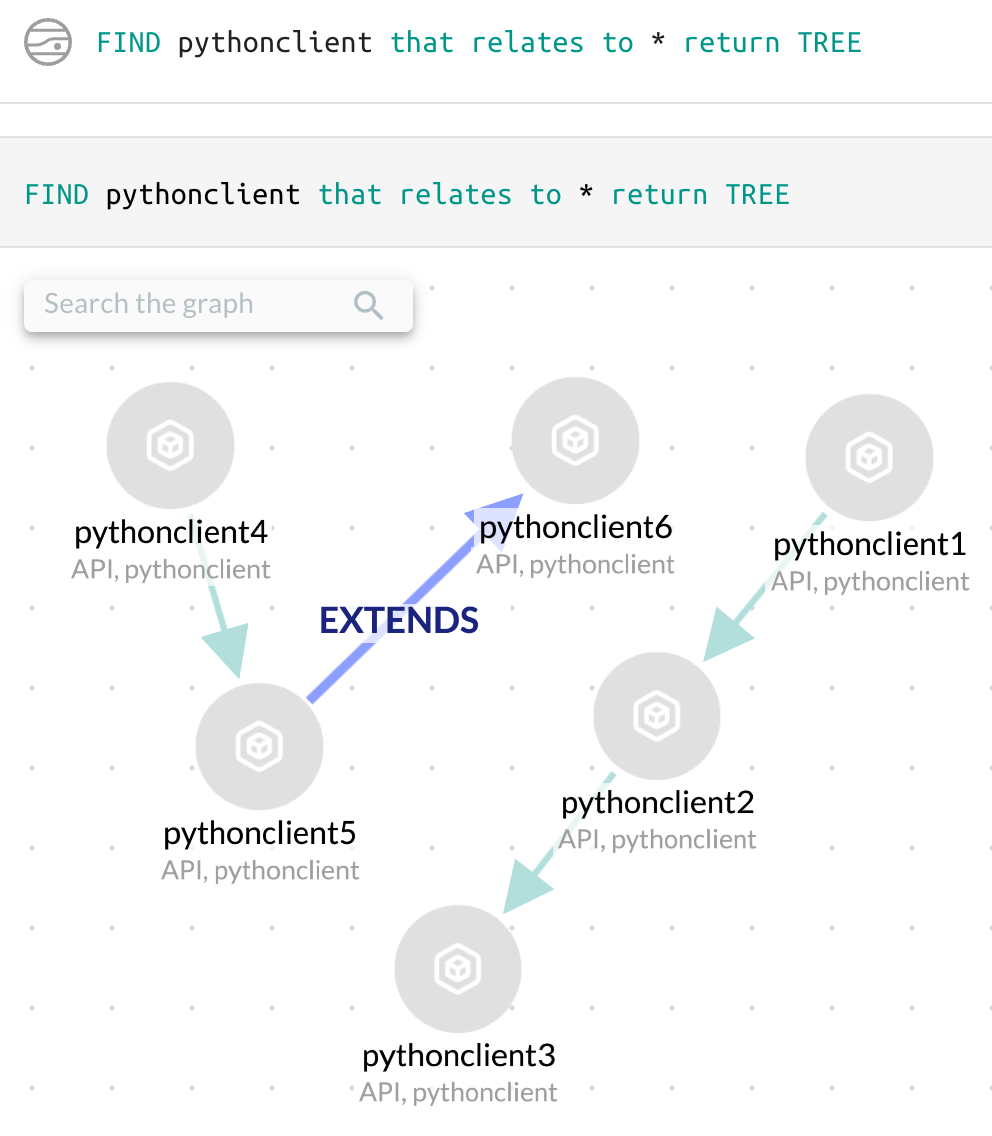 FIND pythonclient that relates to * return TREE
FIND pythonclient that relates to * return TREE
Search the graph
pythonclient4
API, pythonclient
pythonclient6
API, pythonclient
pythonclient1
API, pythonclient
EXTENDS
pythonclient5
API, pythonclient
pythonclient2
API, pythonclient
pythonclient3
API, pythonclient